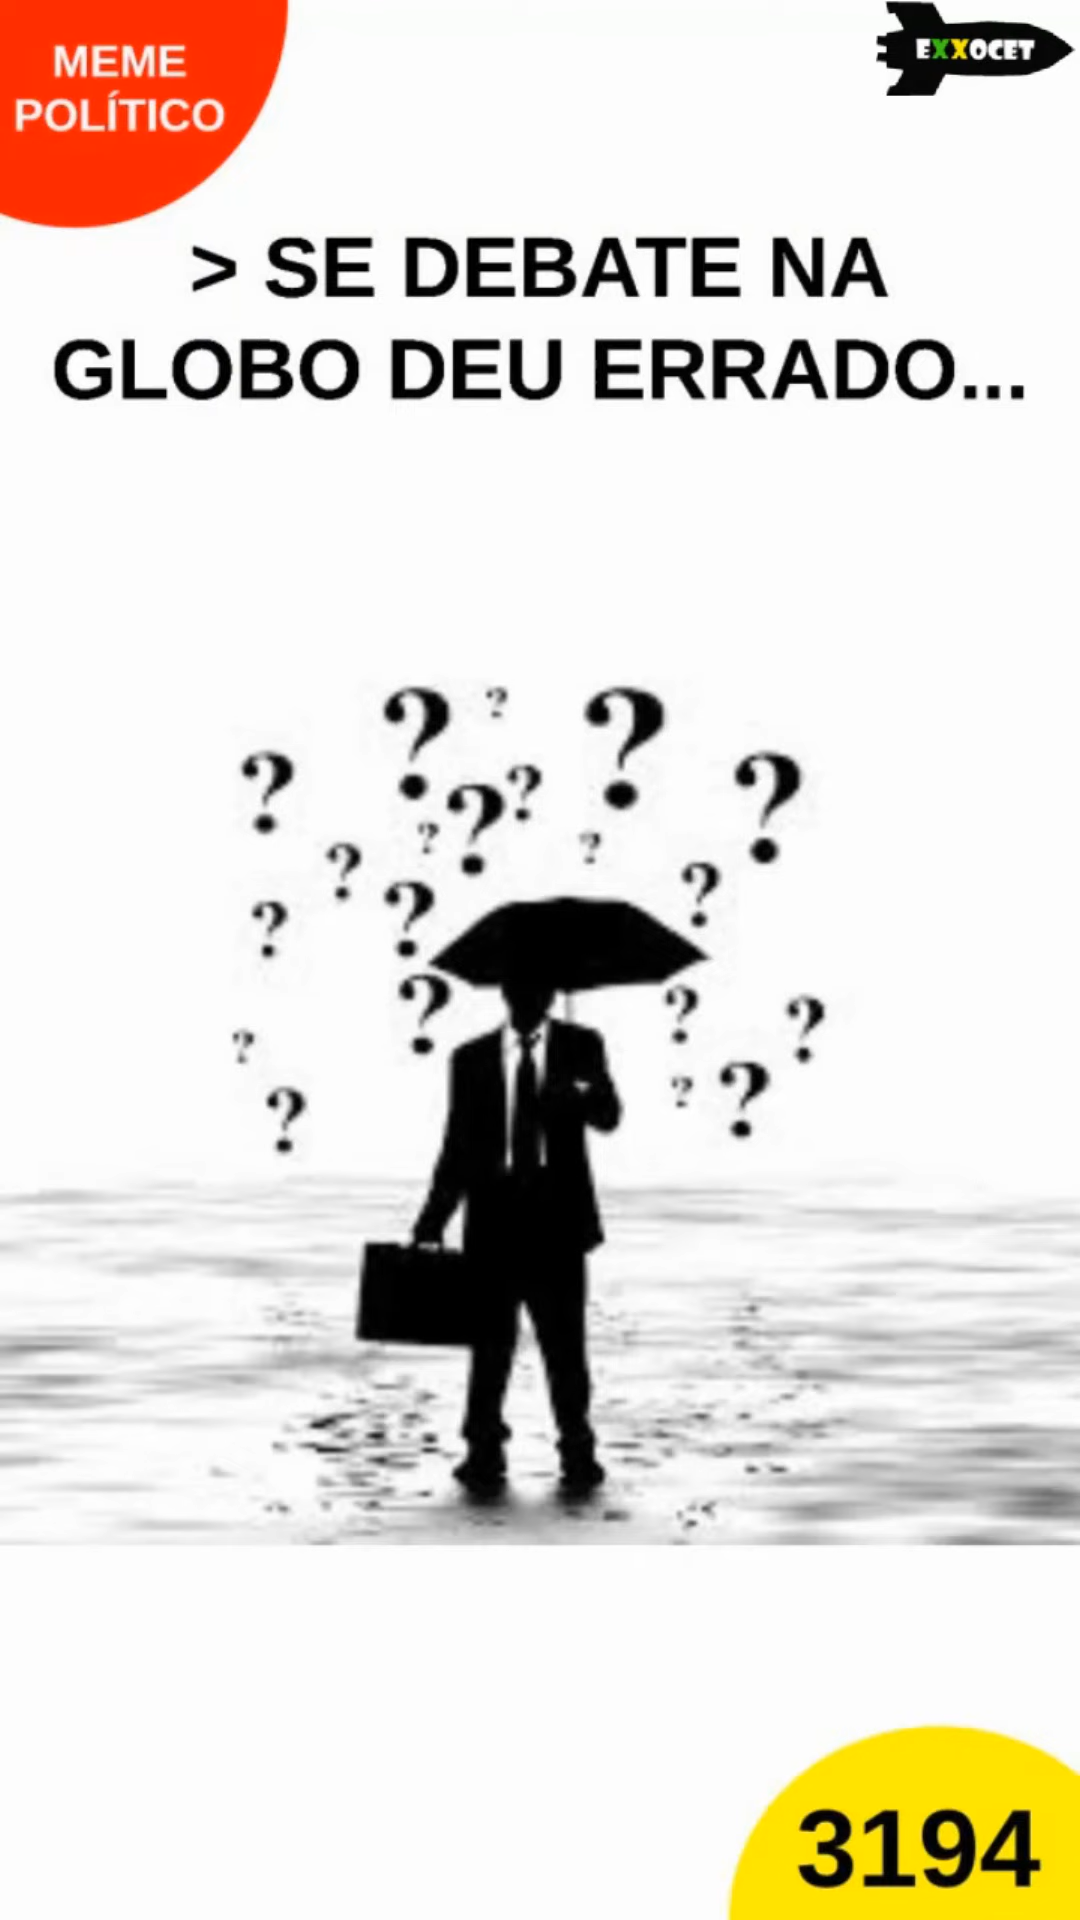 MEME
POLÍTICO
EXXOCET
> SE DEBATE NA
GLOBO DEU ERRADO...
? ? ?
? ? ? ?
? ? ?
? ? ?
? ?
? ? ?
? ? ?
?
3194